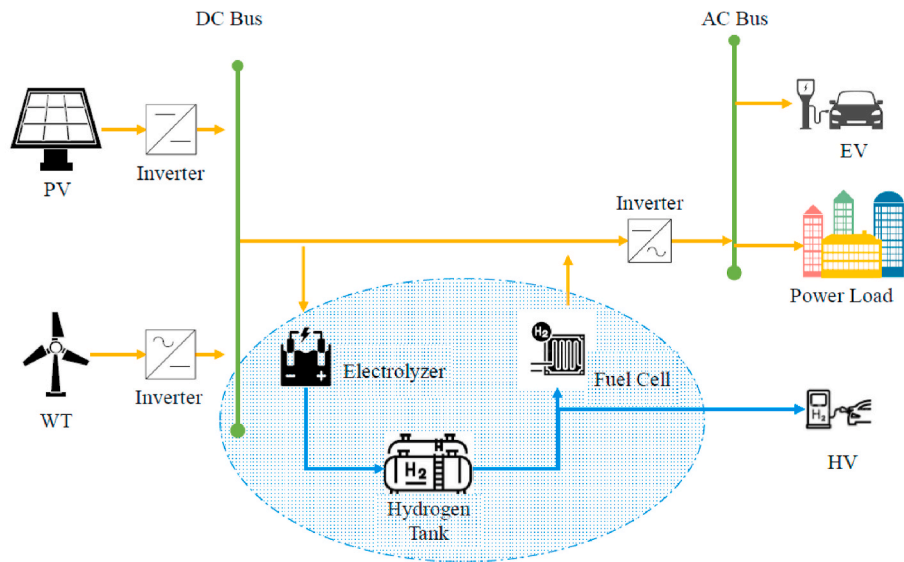 DC Bus
AC Bus
PV
Inverter
EV
Inverter
Power Load
WT
Inverter
Electrolyzer
H2
Fuel Cell
H2
HV
H2
Hydrogen
Tank